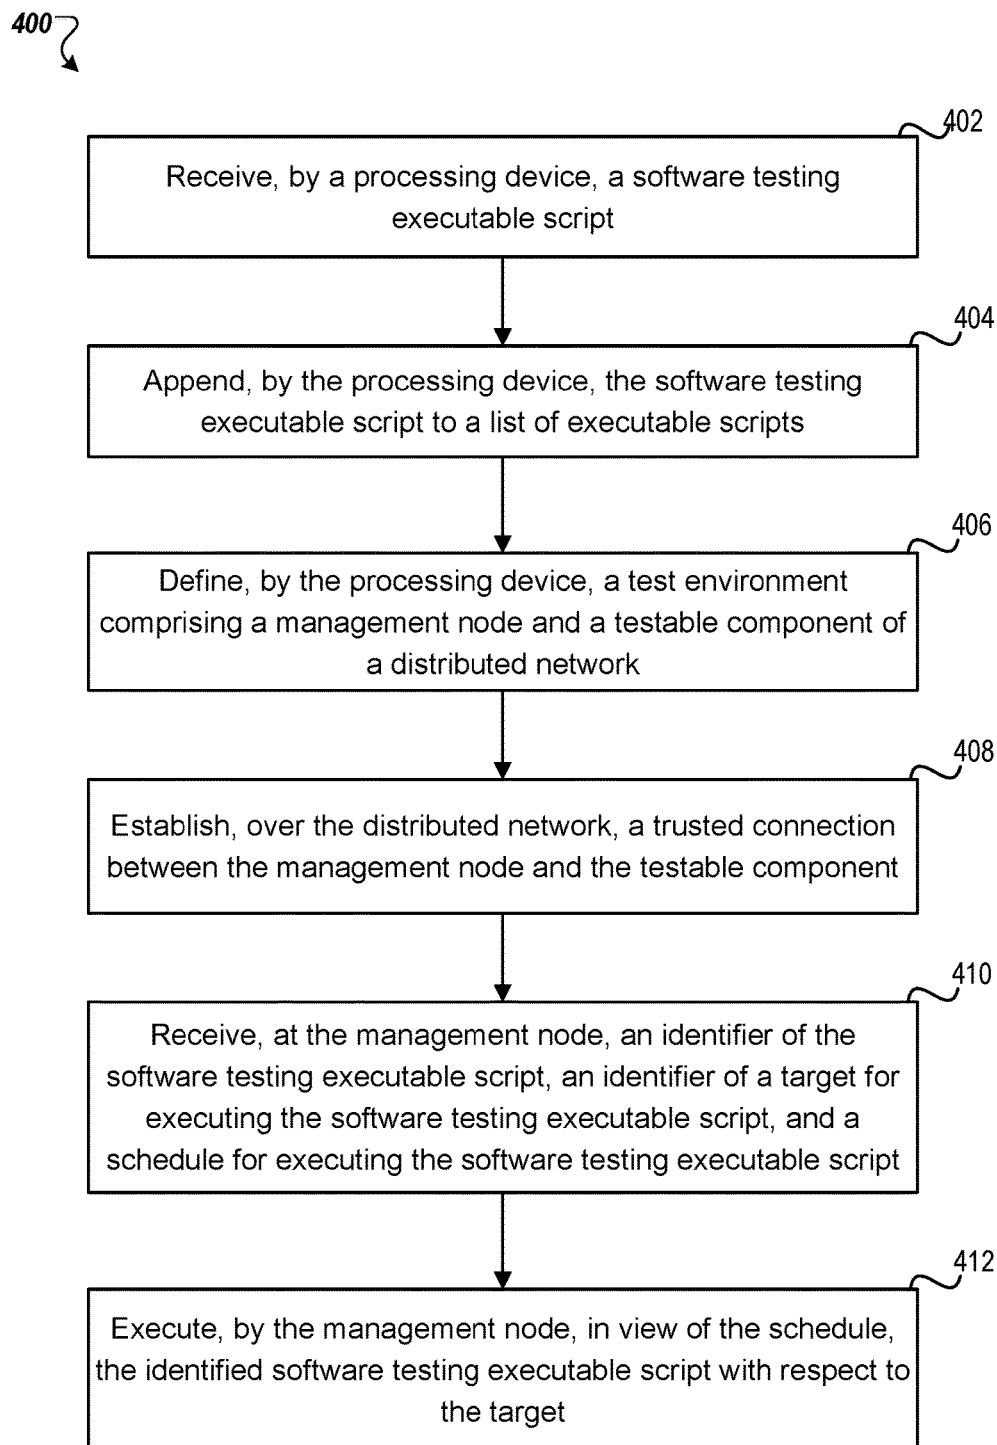 400
402
Receive, by a processing device, a software testing
executable script
404
Append, by the processing device, the software testing
executable script to a list of executable scripts
406
Define, by the processing device, a test environment
comprising a management node and a testable component of
a distributed network
408
Establish, over the distributed network, a trusted connection
between the management node and the testable component
410
Receive, at the management node, an identifier of the
software testing executable script, an identifier of a target for
executing the software testing executable script, and a
schedule for executing the software testing executable script
412
Execute, by the management node, in view of the schedule,
the identified software testing executable script with respect to
the target